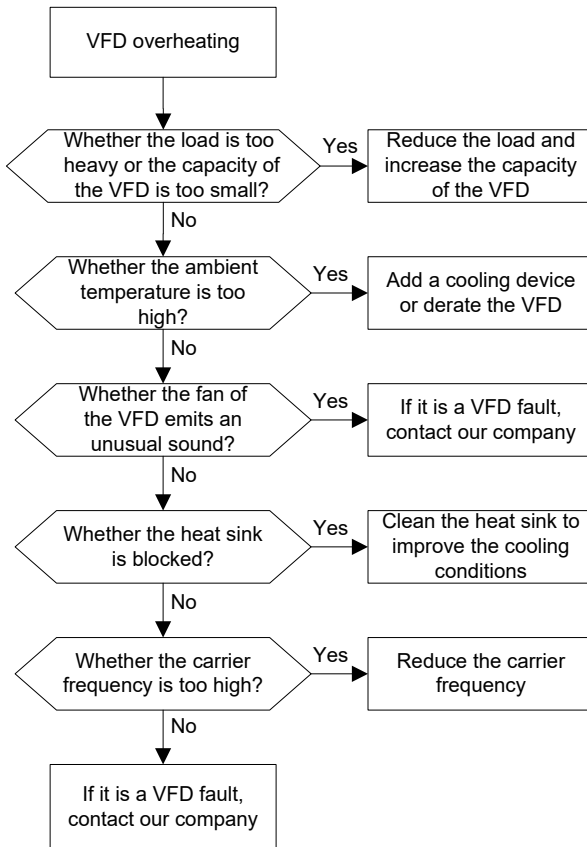 VFD overheating
Whether the load is too
heavy or the capacity of
the VFD is too small?
Yes
Reduce the load and
increase the capacity
of the VFD
No
Whether the ambient
temperature is too
high?
Yes
Add a cooling device
or derate the VFD
No
Whether the fan of
the VFD emits an
unusual sound?
Yes
If it is a VFD fault,
contact our company
No
Whether the heat sink
is blocked?
Yes
Clean the heat sink to
improve the cooling
conditions
No
Whether the carrier
frequency is too high?
Yes
Reduce the carrier
frequency
No
If it is a VFD fault,
contact our company